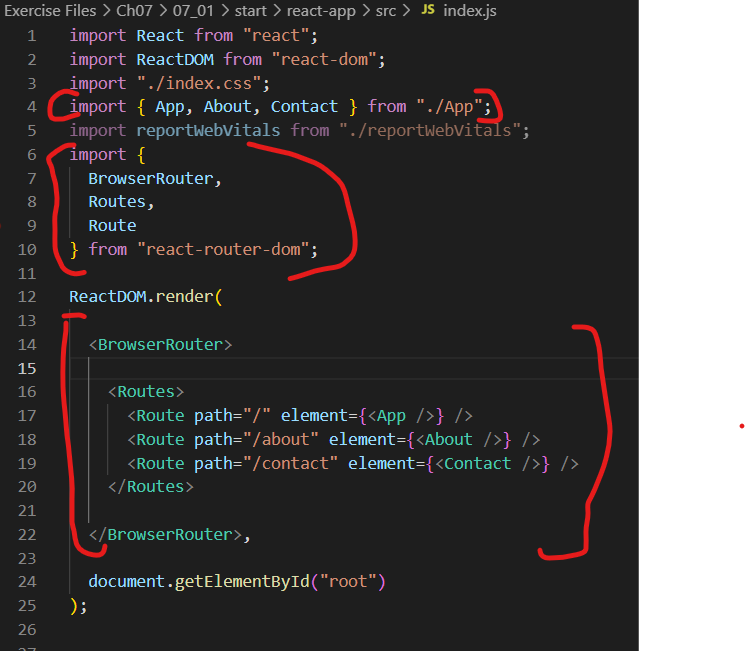 Exercise Files > Ch07 > 07_01 > start > react-app > src > JS index.js
1 import React from "react";
2 import ReactDOM from "react-dom";
3 import "./index.css";
4 import { App, About, Contact } from "./App";
5 import reportWebVitals from "./reportWebVitals";
6 import {
7 BrowserRouter,
8 Routes,
9 Route
10 } from "react-router-dom";
11
12 ReactDOM.render(
13
14 <BrowserRouter>
15
16 <Routes>
17 <Route path="/" element={<App />} />
18 <Route path="/about" element={<About />} />
19 <Route path="/contact" element={<Contact />} />
20 </Routes>
21
22 </BrowserRouter>,
23
24 document.getElementById("root")
25 );
26